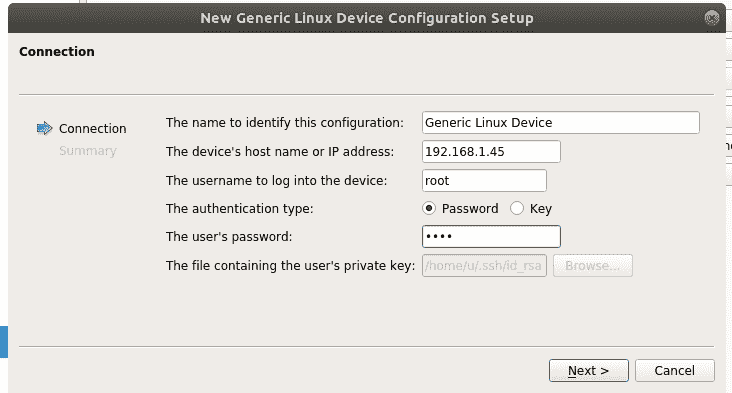 New Generic Linux Device Configuration Setup
Connection
Connection
Summary
The name to identify this configuration: Generic Linux Device
The device's host name or IP address: 192.168.1.45
The username to log into the device: root
The authentication type: Password Key
The user's password: ••••
The file containing the user's private key: /home/u/.ssh/id_rsa Browse...
Next > Cancel